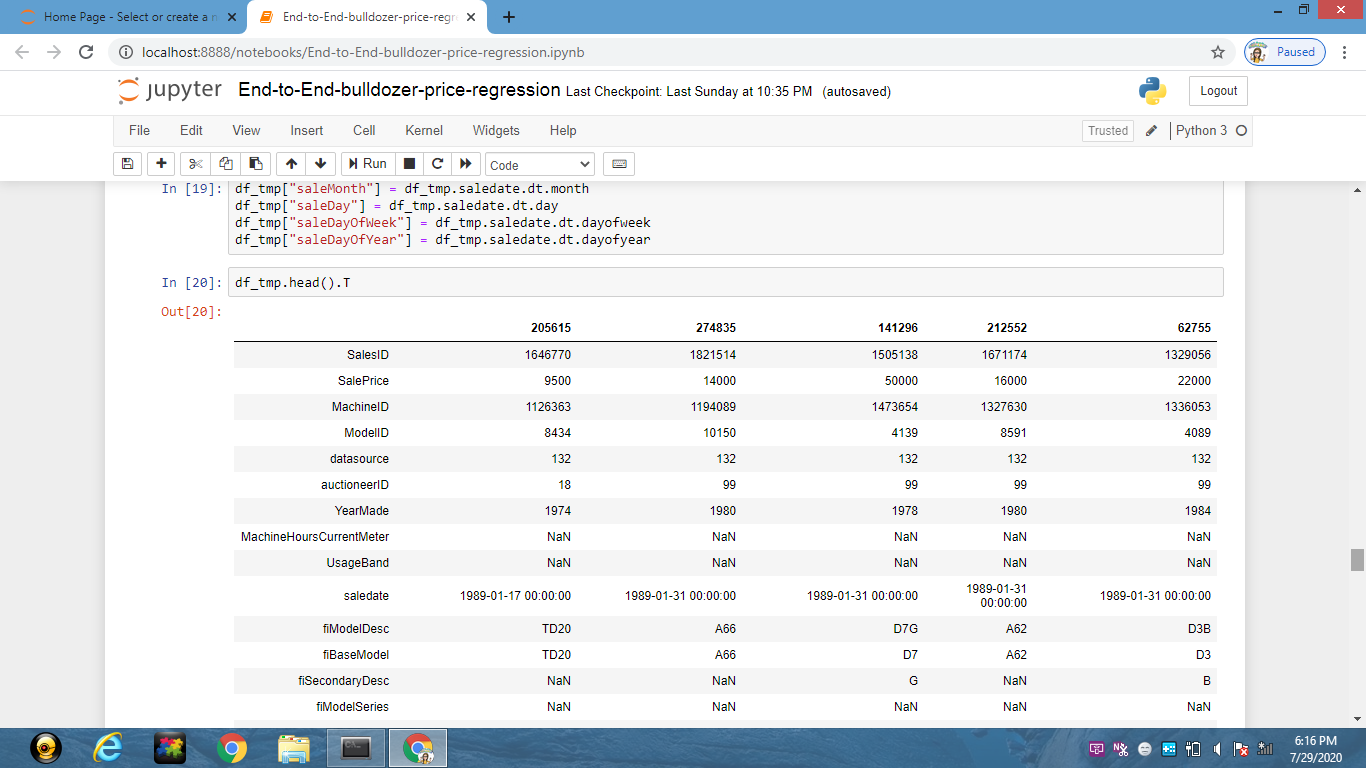 Home Page - Select or create a n
End-to-End-bulldozer-price-regr
localhost:8888/notebooks/End-to-End-bulldozer-price-regression.ipynb
Paused
jupyter End-to-End-bulldozer-price-regression Last Checkpoint: Last Sunday at 10:35 PM (autosaved)
Logout
File Edit View Insert Cell Kernel Widgets Help
Trusted
Python 3
Run
Code
In [19]: df_tmp["saleMonth"] = df_tmp.saledate.dt.month
df_tmp["saleDay"] = df_tmp.saledate.dt.day
df_tmp["saleDayOfWeek"] = df_tmp.saledate.dt.dayofweek
df_tmp["saleDayOfYear"] = df_tmp.saledate.dt.dayofyear
In [20]: df_tmp.head().T
Out[20]:
205615 274835 141296 212552 62755
SalesID 1646770 1821514 1505138 1671174 1329056
SalePrice 9500 14000 50000 16000 22000
MachineID 1126363 1194089 1473654 1327630 1336053
ModelID 8434 10150 4139 8591 4089
datasource 132 132 132 132 132
auctioneerID 18 99 99 99 99
YearMade 1974 1980 1978 1980 1984
MachineHoursCurrentMeter NaN NaN NaN NaN NaN
UsageBand NaN NaN NaN NaN NaN
saledate 1989-01-17 00:00:00 1989-01-31 00:00:00 1989-01-31 00:00:00 1989-01-31 00:00:00 1989-01-31 00:00:00
fiModelDesc TD20 A66 D7G A62 D3B
fiBaseModel TD20 A66 D7 A62 D3
fiSecondaryDesc NaN NaN G NaN B
fiModelSeries NaN NaN NaN NaN NaN
6:16 PM
7/29/2020